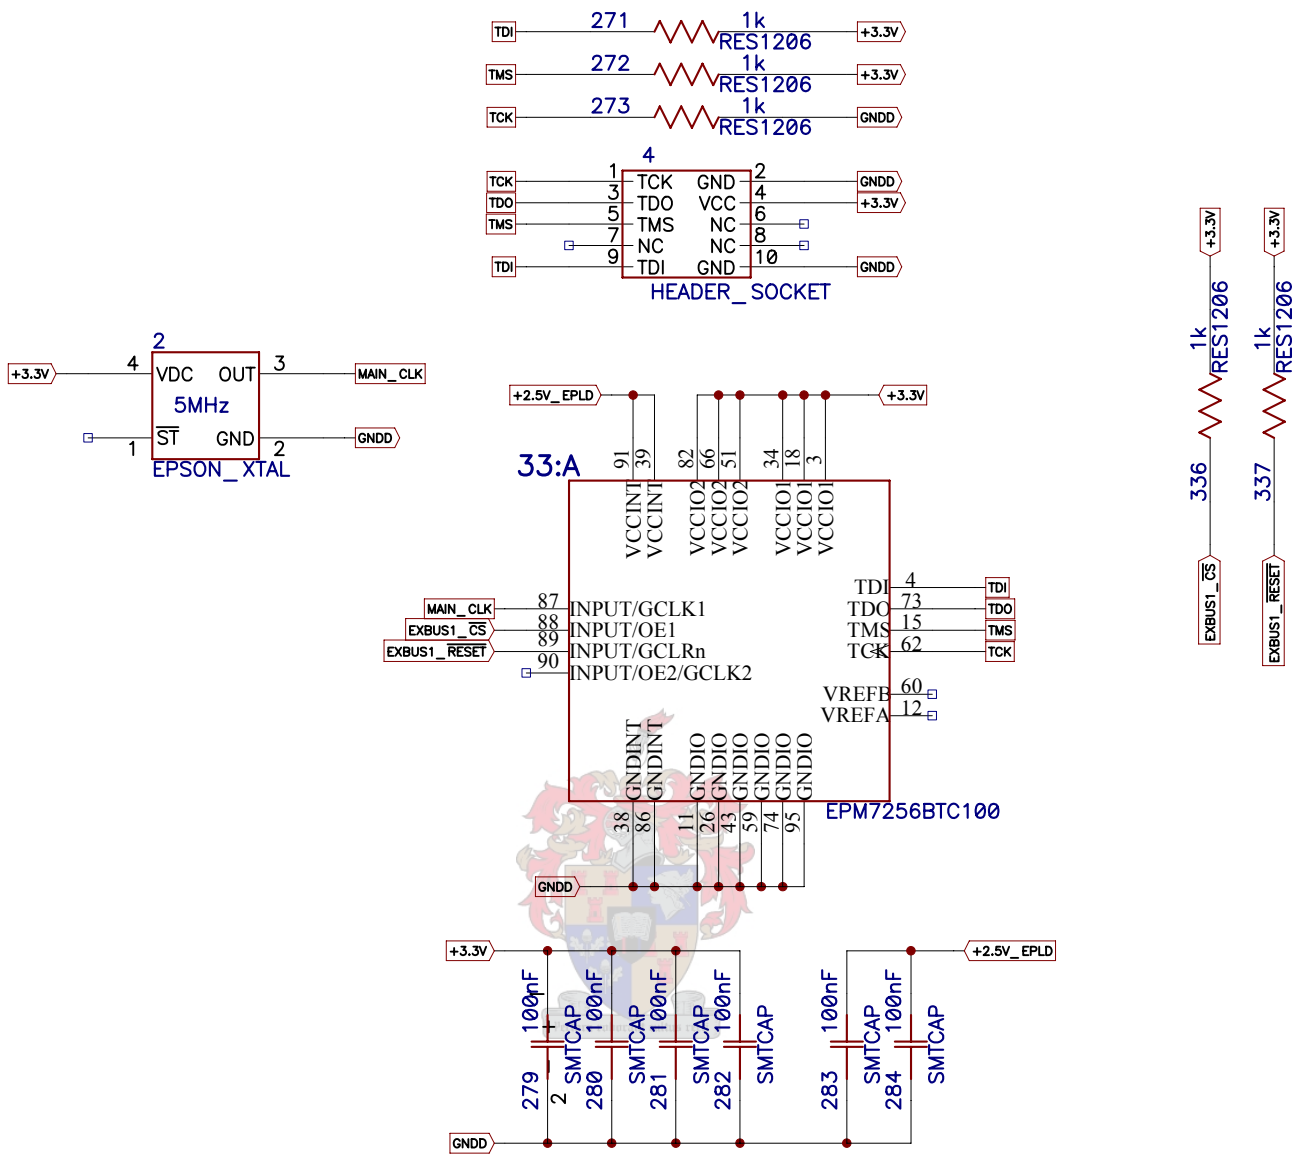 TDI 271 1k RES1206 +3.3V
TMS 272 1k RES1206 +3.3V
TCK 273 1k RES1206 GNDD
4
TCK 1 TCK GND 2 GNDD
TDO 3 TDO VCC 4 +3.3V
TMS 5 TMS NC 6
7 NC NC 8
TDI 9 TDI GND 10 GNDD
HEADER_SOCKET
+3.3V +3.3V
1k RES1206 1k RES1206
336 337
EXBUS1_CS EXBUS1_RESET
2
+3.3V 4 VDC OUT 3 MAIN_CLK
5MHz
1 ST GND 2 GNDD
EPSON_XTAL
+2.5V_EPLD +3.3V
33:A
91 39 82 66 51 34 18 3
VCCINT VCCINT VCCIO2 VCCIO2 VCCIO2 VCCIO1 VCCIO1 VCCIO1
TDI 4 TDI
MAIN_CLK 87 INPUT/GCLK1 TDO 73 TDO
EXBUS1_CS 88 INPUT/OE1 TMS 15 TMS
EXBUS1_RESET 89 INPUT/GCLRn TCK 62 TCK
90 INPUT/OE2/GCLK2
VREFB 60
VREFA 12
GNDINT GNDINT GNDIO GNDIO GNDIO GNDIO GNDIO GNDIO
38 86 11 26 43 59 74 95
EPM7256BTC100
GNDD
+3.3V +2.5V_EPLD
100nF 100nF 100nF 100nF 100nF 100nF
SMTCAP SMTCAP SMTCAP SMTCAP SMTCAP SMTCAP
279 280 281 282 283 284
2
GNDD